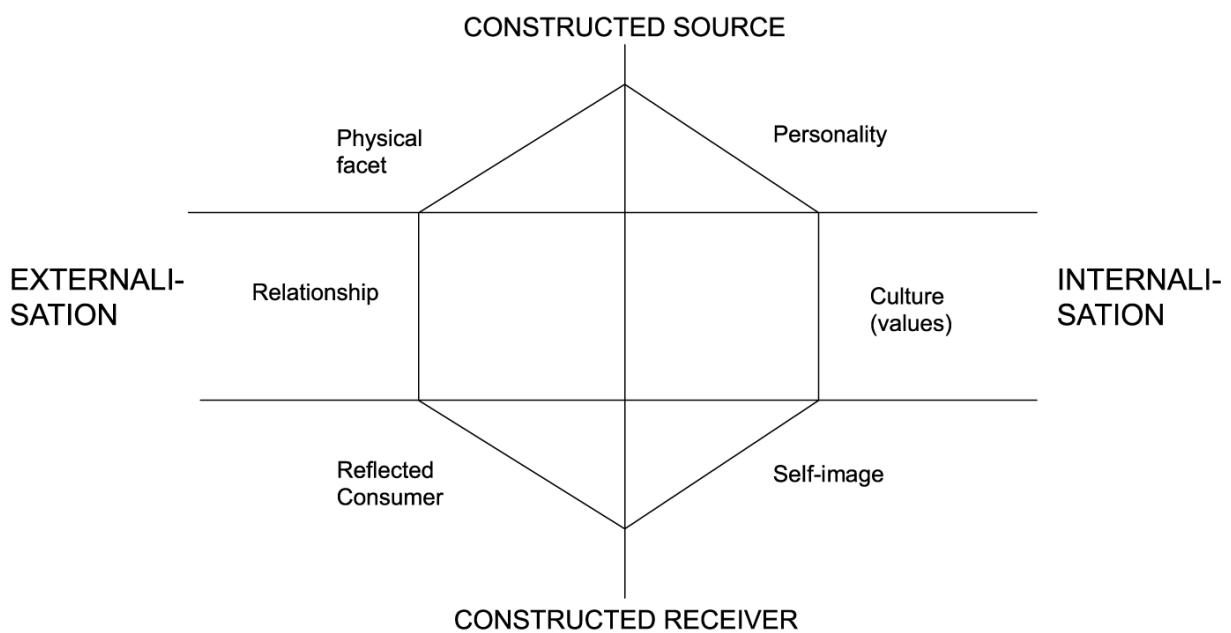 CONSTRUCTED SOURCE
Physical
facet
Personality
EXTERNALI-
SATION
Relationship
Culture
(values)
INTERNALI-
SATION
Reflected
Consumer
Self-image
CONSTRUCTED RECEIVER